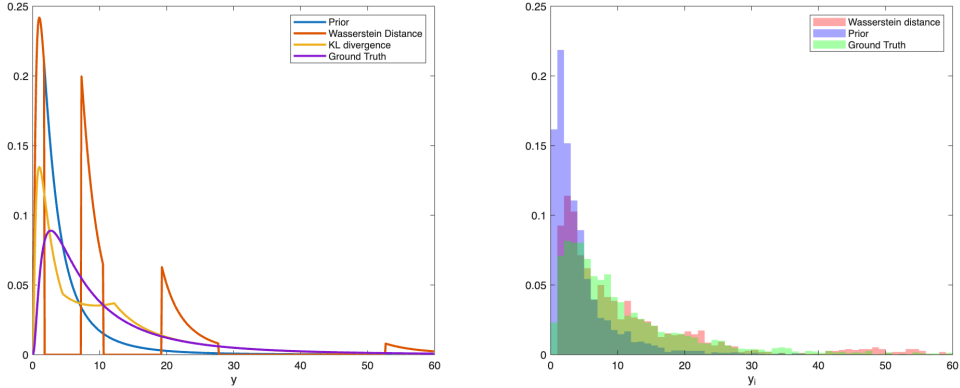 0.25
0.2
0.15
0.1
0.05
0
0 10 20 30 40 50 60
y
Prior
Wasserstein Distance
KL divergence
Ground Truth
0.25
0.2
0.15
0.1
0.05
0
0 10 20 30 40 50 60
yi
Wasserstein distance
Prior
Ground Truth